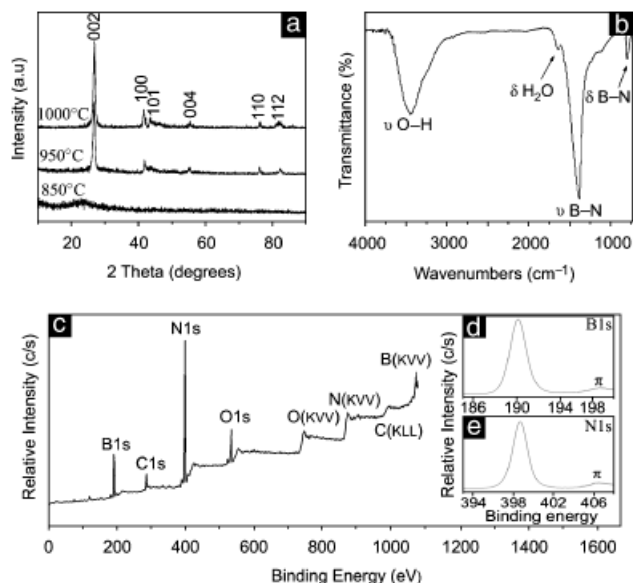 a
Intensity (a.u)
002
100
101
004
110
112
1000°C
950°C
850°C
20 40 60 80
2 Theta (degrees)
b
Transmittance (%)
υ O–H
δ H₂O
υ B–N
δ B–N
4000 3000 2000 1000
Wavenumbers (cm⁻¹)
c
Relative Intensity (c/s)
B1s
C1s
N1s
O1s
O(KVV)
N(KVV)
C(KLL)
B(KVV)
0 200 400 600 800 1000 1200 1400 1600
Binding Energy (eV)
Relative Intensity (c/s)
d
B1s
π
186 190 194 198
e
N1s
π
394 398 402 406
Binding energy